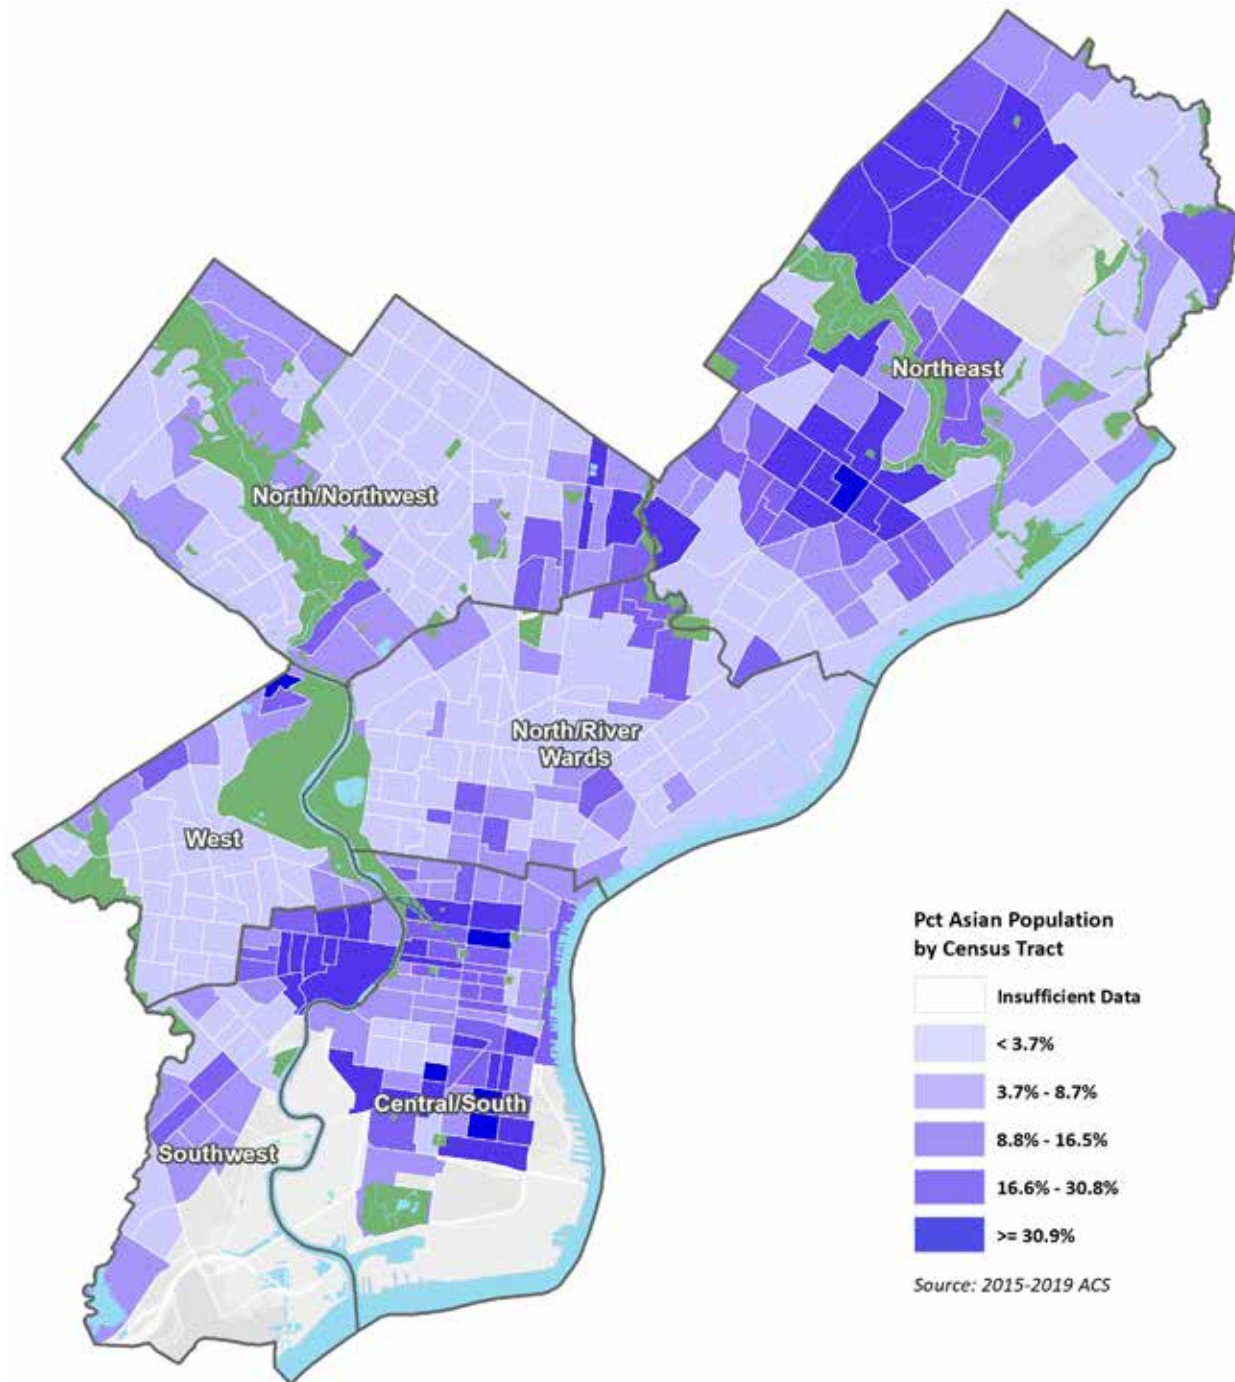 Northeast
North/Northwest
North/River
Wards
West
Central/South
Southwest
Pct Asian Population
by Census Tract
Insufficient Data
< 3.7%
3.7% - 8.7%
8.8% - 16.5%
16.6% - 30.8%
>= 30.9%
Source: 2015-2019 ACS